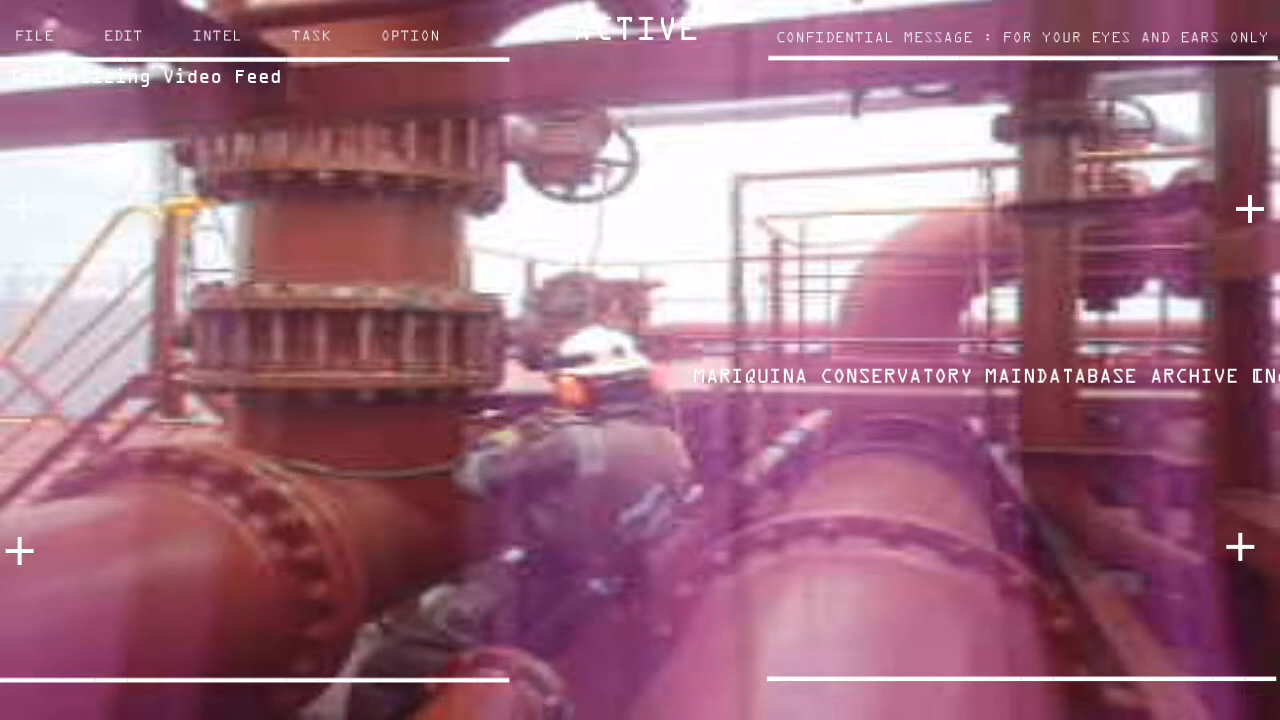 FILE EDIT INTEL TASK OPTION
ACTIVE
CONFIDENTIAL MESSAGE : FOR YOUR EYES AND EARS ONLY
Initializing Video Feed
MARIQUINA CONSERVATORY MAINDATABASE ARCHIVE